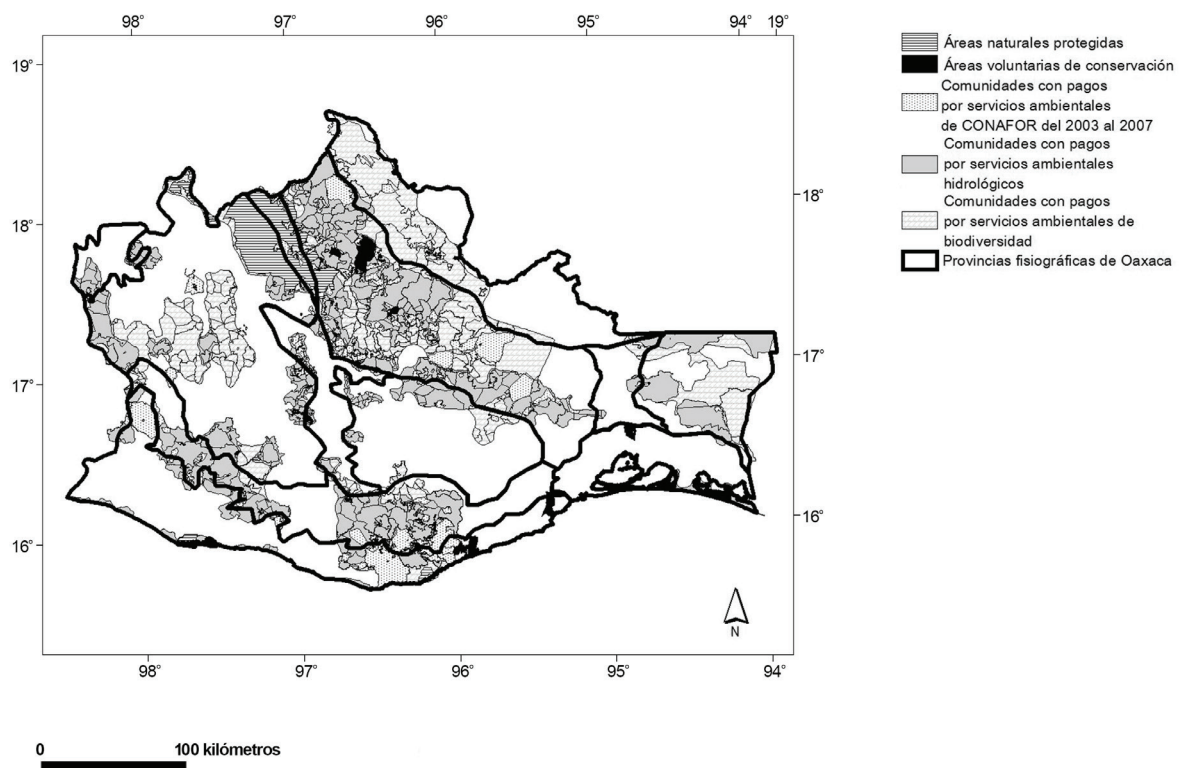 98°
97°
96°
95°
94° 19°
19°
18°
17°
16°
18°
17°
16°
98°
97°
96°
95°
94°
N
0 100 kilómetros
Áreas naturales protegidas
Áreas voluntarias de conservación
Comunidades con pagos
por servicios ambientales
de CONAFOR del 2003 al 2007
Comunidades con pagos
por servicios ambientales
hidrológicos
Comunidades con pagos
por servicios ambientales de
biodiversidad
Provincias fisiográficas de Oaxaca